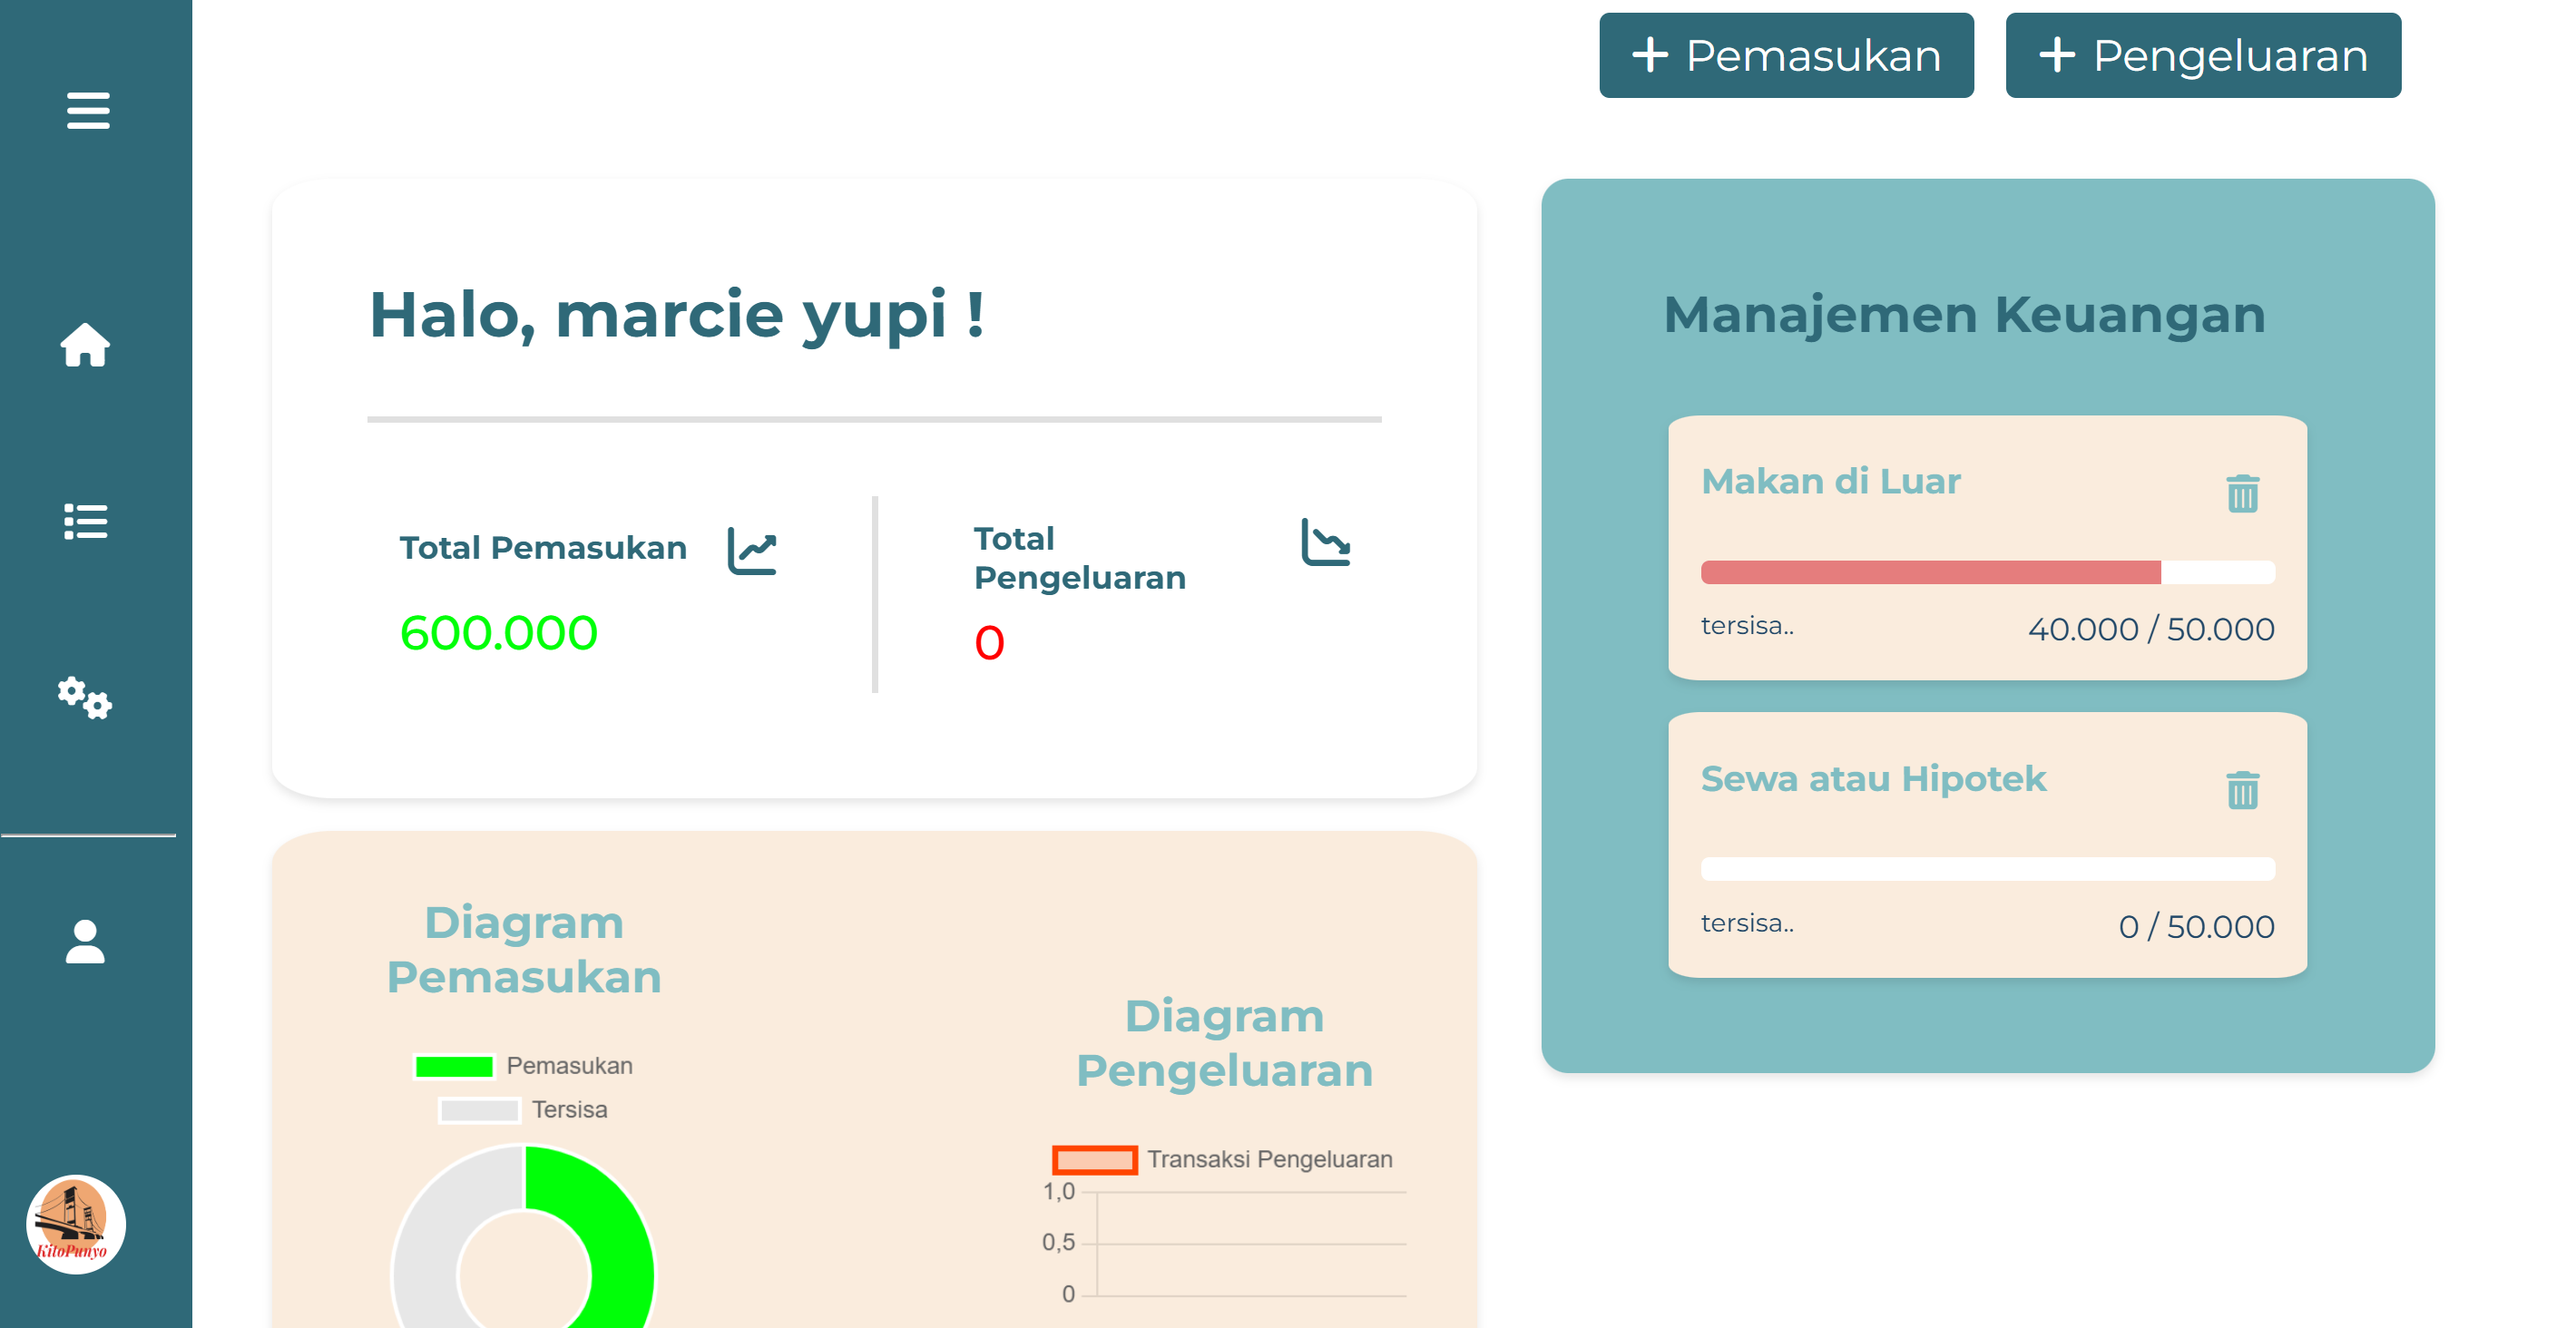 Pemasukan
Pengeluaran
Halo, marcie yupi !
Total Pemasukan
600.000
Total
Pengeluaran
0
Manajemen Keuangan
Makan di Luar
tersisa..
40.000 / 50.000
Sewa atau Hipotek
tersisa..
0 / 50.000
Diagram
Pemasukan
Pemasukan
Tersisa
Diagram
Pengeluaran
Transaksi Pengeluaran
1,0
0,5
0
KitoPunyo